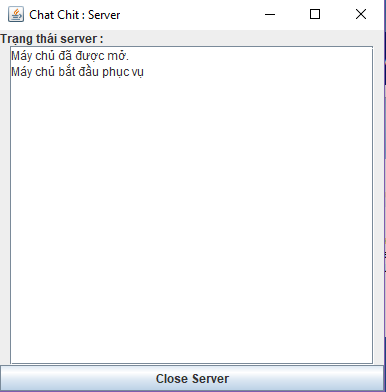 Chat Chit : Server
Trạng thái server :
Máy chủ đã được mở.
Máy chủ bắt đầu phục vụ
Close Server